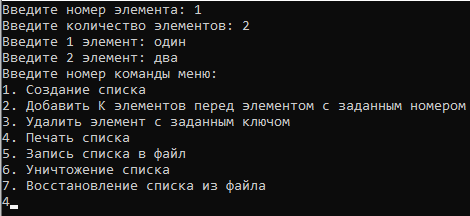 Введите номер элемента: 1
Введите количество элементов: 2
Введите 1 элемент: один
Введите 2 элемент: два
Введите номер команды меню:
1. Создание списка
2. Добавить К элементов перед элементом с заданным номером
3. Удалить элемент с заданным ключом
4. Печать списка
5. Запись списка в файл
6. Уничтожение списка
7. Восстановление списка из файла
4